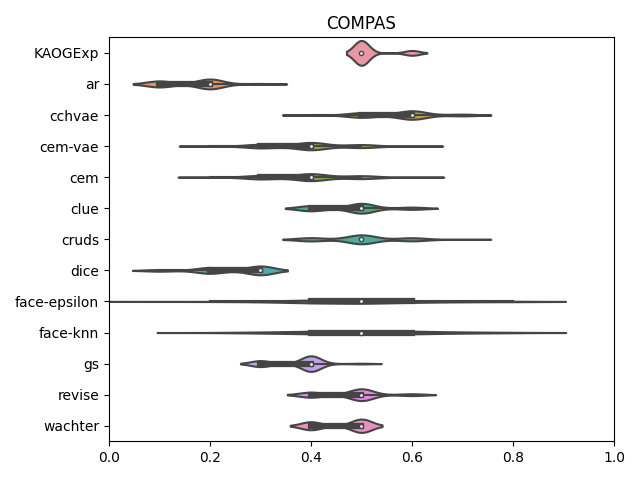 COMPAS
KAOGExp
ar
cchvae
cem-vae
cem
clue
cruds
dice
face-epsilon
face-knn
gs
revise
wachter
0.0 0.2 0.4 0.6 0.8 1.0